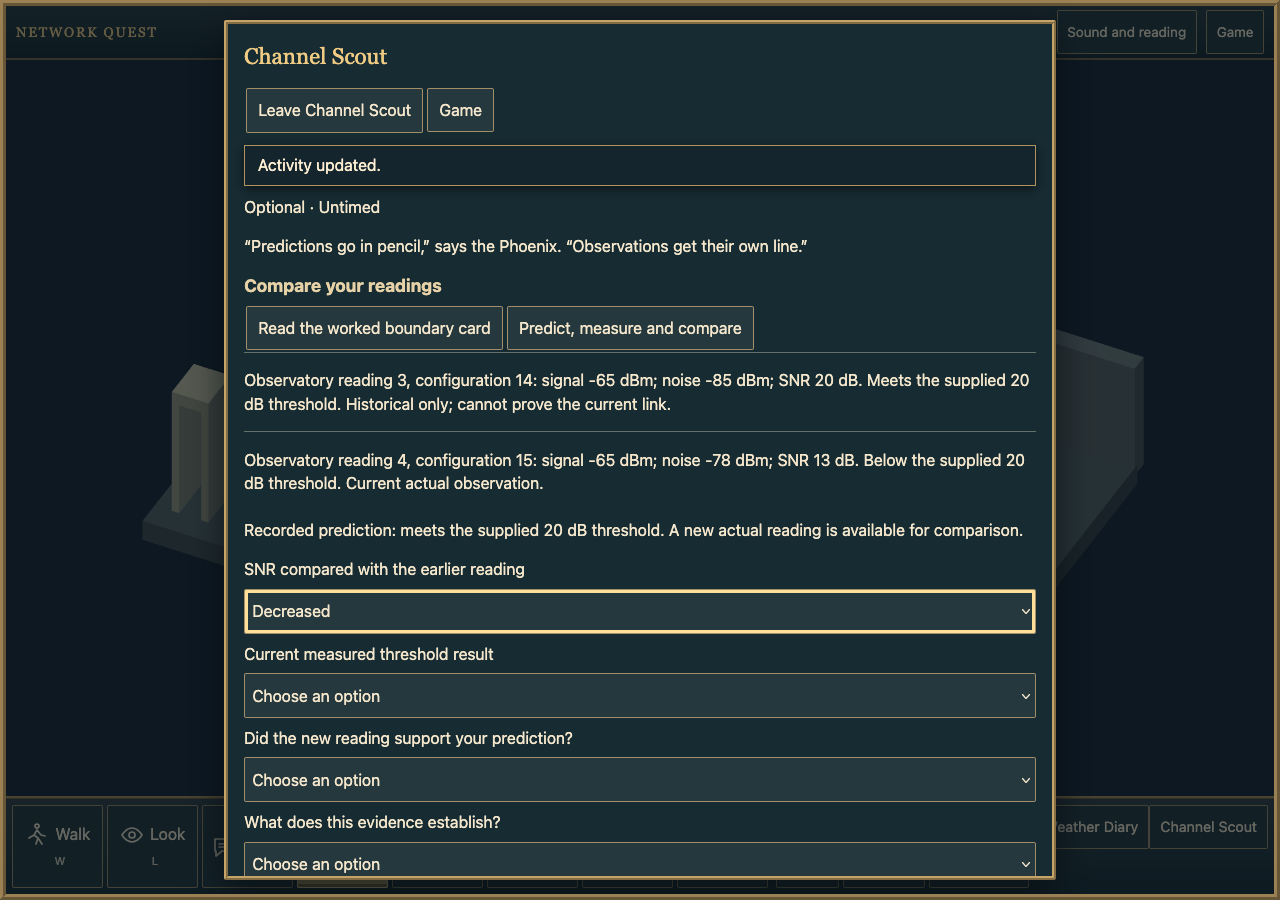 NETWORK QUEST
Sound and reading
Game
Channel Scout
Leave Channel Scout
Game
Activity updated.
Optional · Untimed
“Predictions go in pencil,” says the Phoenix. “Observations get their own line.”
Compare your readings
Read the worked boundary card
Predict, measure and compare
Observatory reading 3, configuration 14: signal -65 dBm; noise -85 dBm; SNR 20 dB. Meets the supplied 20
dB threshold. Historical only; cannot prove the current link.
Observatory reading 4, configuration 15: signal -65 dBm; noise -78 dBm; SNR 13 dB. Below the supplied 20
dB threshold. Current actual observation.
Recorded prediction: meets the supplied 20 dB threshold. A new actual reading is available for comparison.
SNR compared with the earlier reading
Decreased
Current measured threshold result
Choose an option
Did the new reading support your prediction?
Choose an option
What does this evidence establish?
Choose an option
Walk
W
Look
L
Diary
Channel Scout